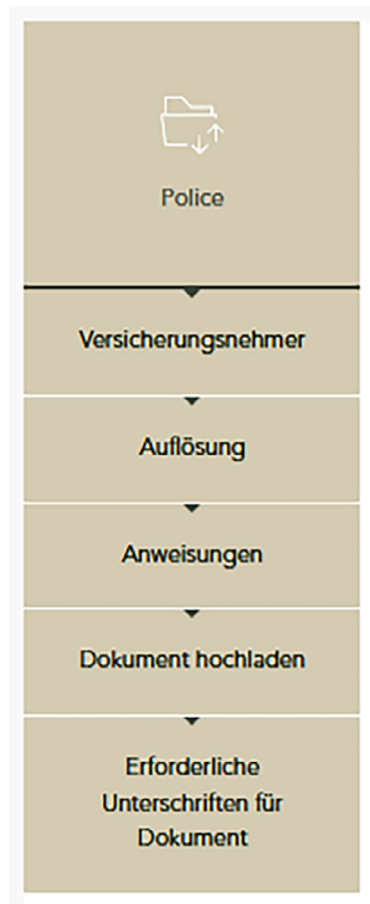 Police
Versicherungsnehmer
Auflösung
Anweisungen
Dokument hochladen
Erforderliche
Unterschriften für
Dokument